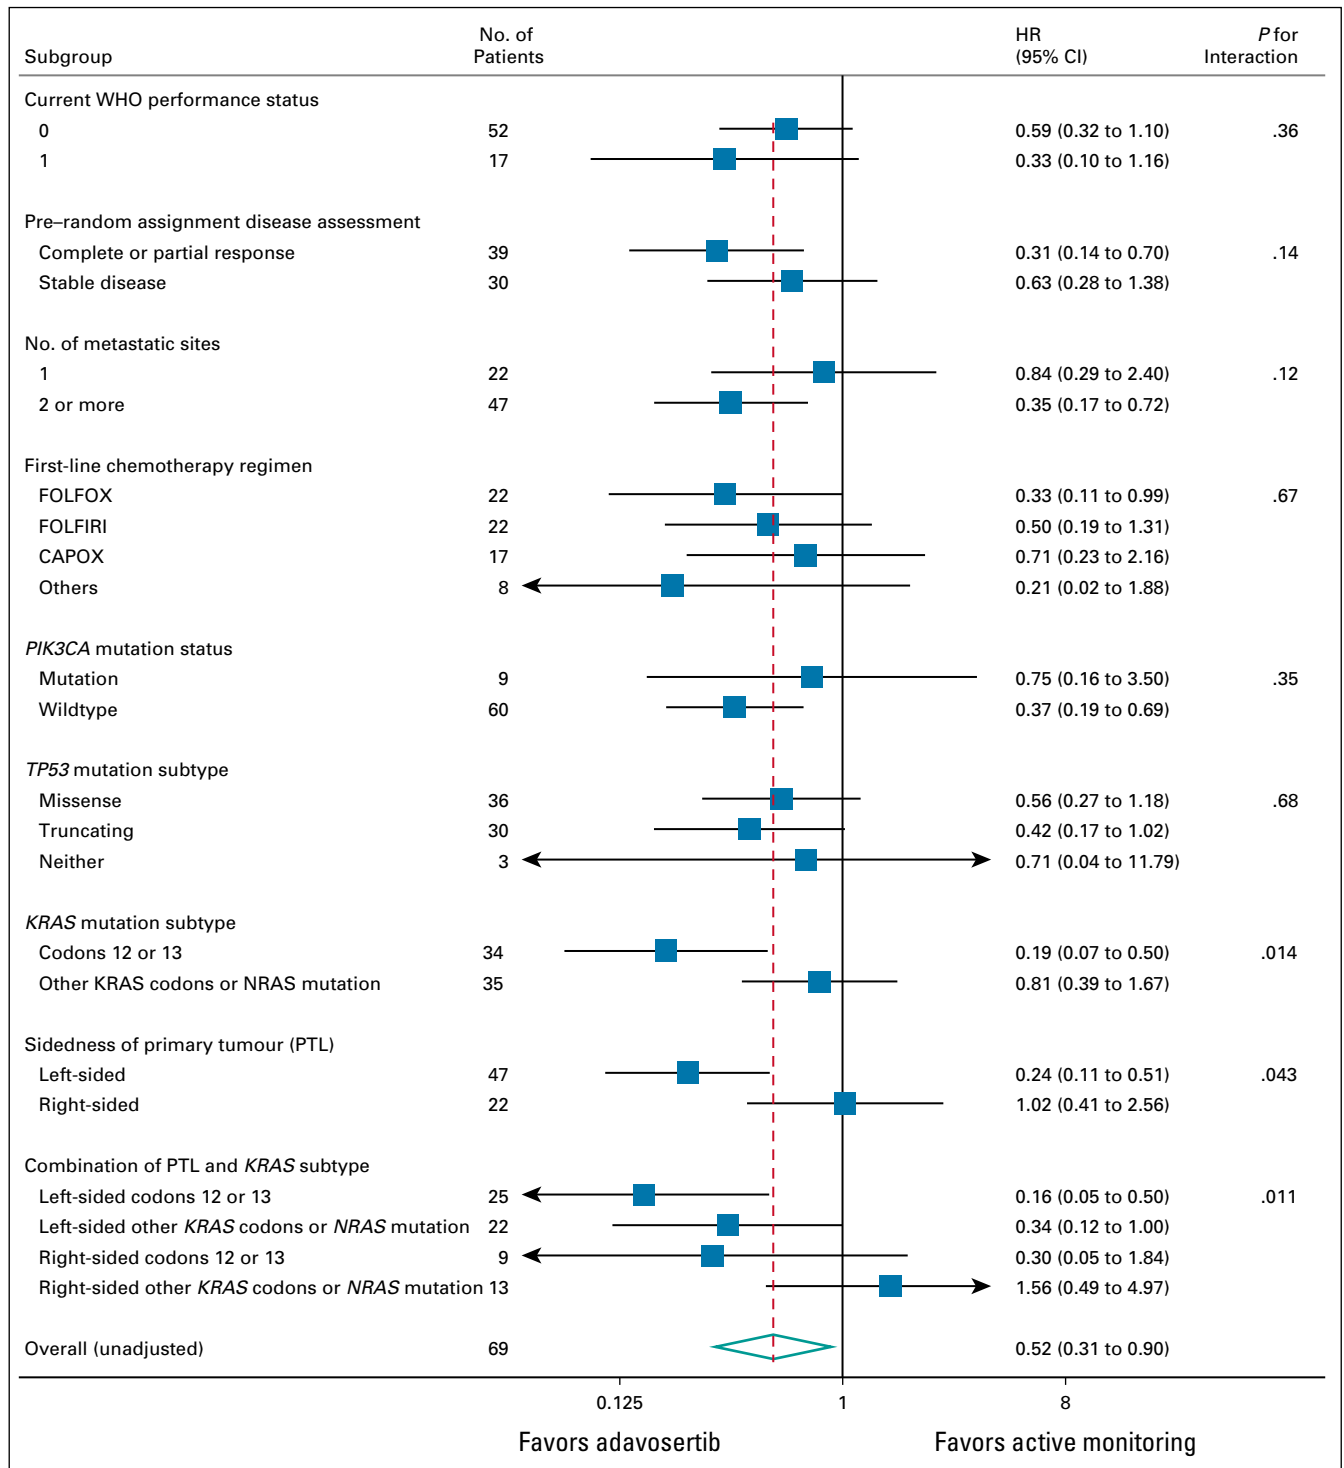 Subgroup No. of Patients HR (95% CI) P for Interaction
Current WHO performance status
0 52 0.59 (0.32 to 1.10) .36
1 17 0.33 (0.10 to 1.16)
Pre–random assignment disease assessment
Complete or partial response 39 0.31 (0.14 to 0.70) .14
Stable disease 30 0.63 (0.28 to 1.38)
No. of metastatic sites
1 22 0.84 (0.29 to 2.40) .12
2 or more 47 0.35 (0.17 to 0.72)
First-line chemotherapy regimen
FOLFOX 22 0.33 (0.11 to 0.99) .67
FOLFIRI 22 0.50 (0.19 to 1.31)
CAPOX 17 0.71 (0.23 to 2.16)
Others 8 0.21 (0.02 to 1.88)
PIK3CA mutation status
Mutation 9 0.75 (0.16 to 3.50) .35
Wildtype 60 0.37 (0.19 to 0.69)
TP53 mutation subtype
Missense 36 0.56 (0.27 to 1.18) .68
Truncating 30 0.42 (0.17 to 1.02)
Neither 3 0.71 (0.04 to 11.79)
KRAS mutation subtype
Codons 12 or 13 34 0.19 (0.07 to 0.50) .014
Other KRAS codons or NRAS mutation 35 0.81 (0.39 to 1.67)
Sidedness of primary tumour (PTL)
Left-sided 47 0.24 (0.11 to 0.51) .043
Right-sided 22 1.02 (0.41 to 2.56)
Combination of PTL and KRAS subtype
Left-sided codons 12 or 13 25 0.16 (0.05 to 0.50) .011
Left-sided other KRAS codons or NRAS mutation 22 0.34 (0.12 to 1.00)
Right-sided codons 12 or 13 9 0.30 (0.05 to 1.84)
Right-sided other KRAS codons or NRAS mutation 13 1.56 (0.49 to 4.97)
Overall (unadjusted) 69 0.52 (0.31 to 0.90)
0.125 1 8
Favors adavosertib Favors active monitoring